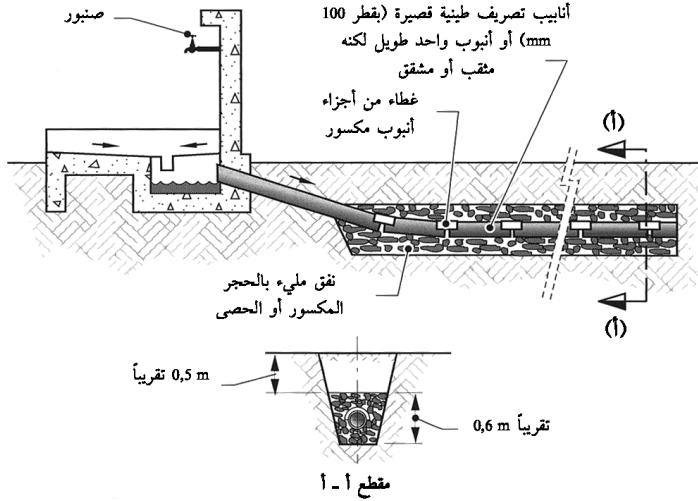 أنابيب تصريف طينية قصيرة (بقطر 100
mm) أو أنبوب واحد طويل لكنه
مثقب أو مشقق
صنبور
غطاء من أجزاء
أنبوب مكسور
(أ)
نفق مليء بالحجر
المكسور أو الحصى
(أ)
0,5 m تقريباً
تقريباً 0,6 m
مقطع أ - أ